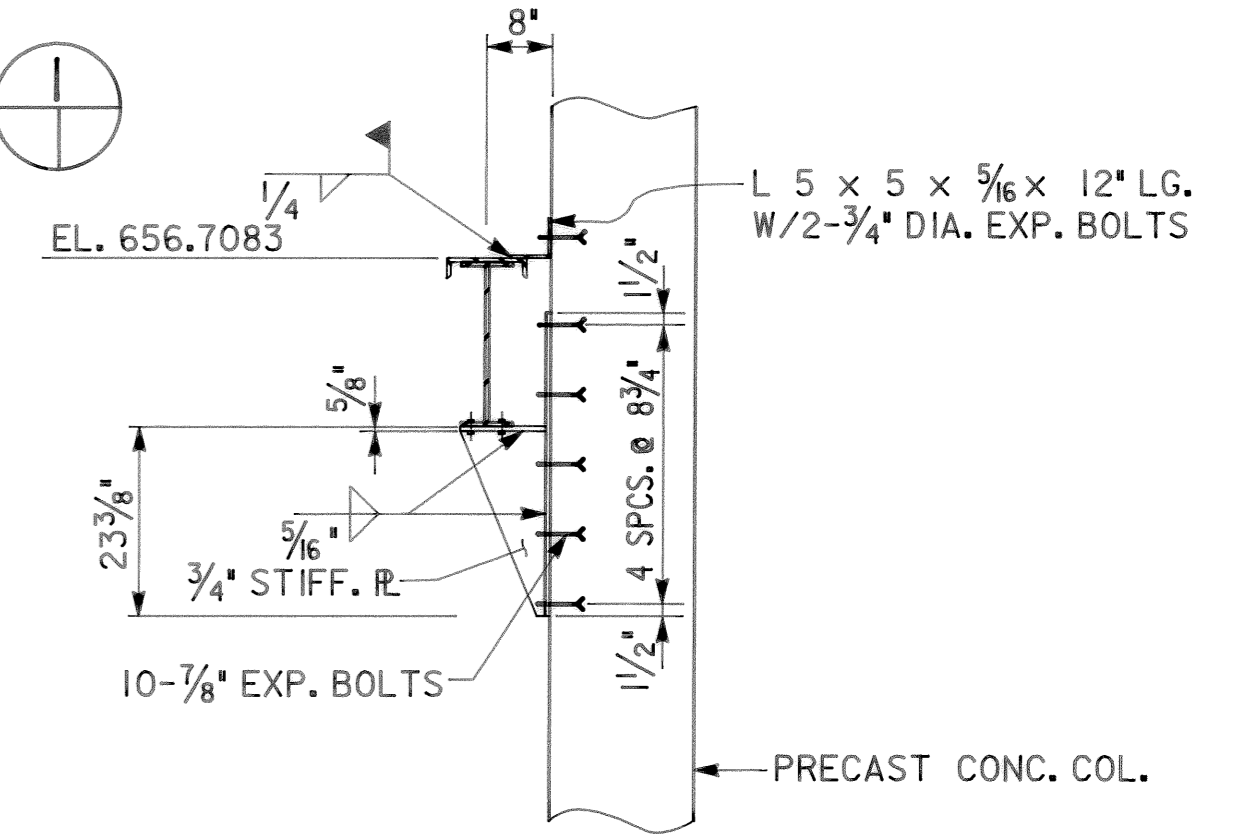 8"
1
1/4
EL. 656.7083
L 5 x 5 x 5/16 x 12" LG.
W/2-3/4" DIA. EXP. BOLTS
1 1/2"
5/8"
4 SPCS. @ 8 3/4"
23 3/8"
5/16"
3/4" STIFF. PL
1 1/2"
10-7/8" EXP. BOLTS
PRECAST CONC. COL.